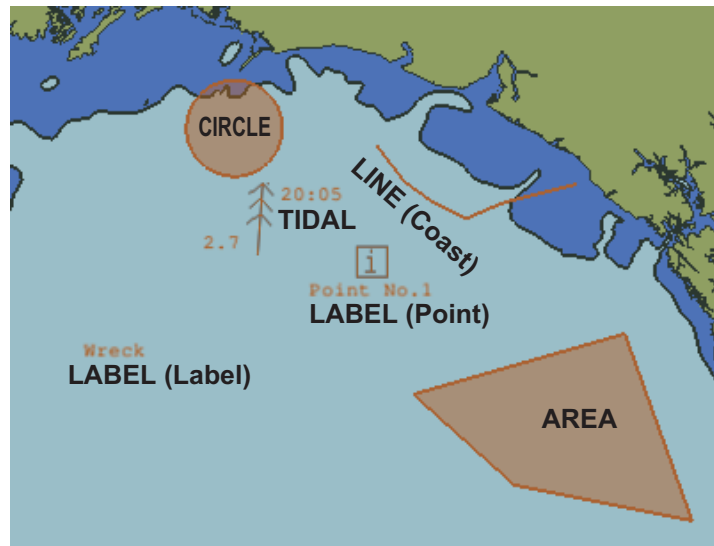 CIRCLE
20:05
TIDAL
2.7
LINE (Coast)
i
Point No.1
LABEL (Point)
Wreck
LABEL (Label)
AREA